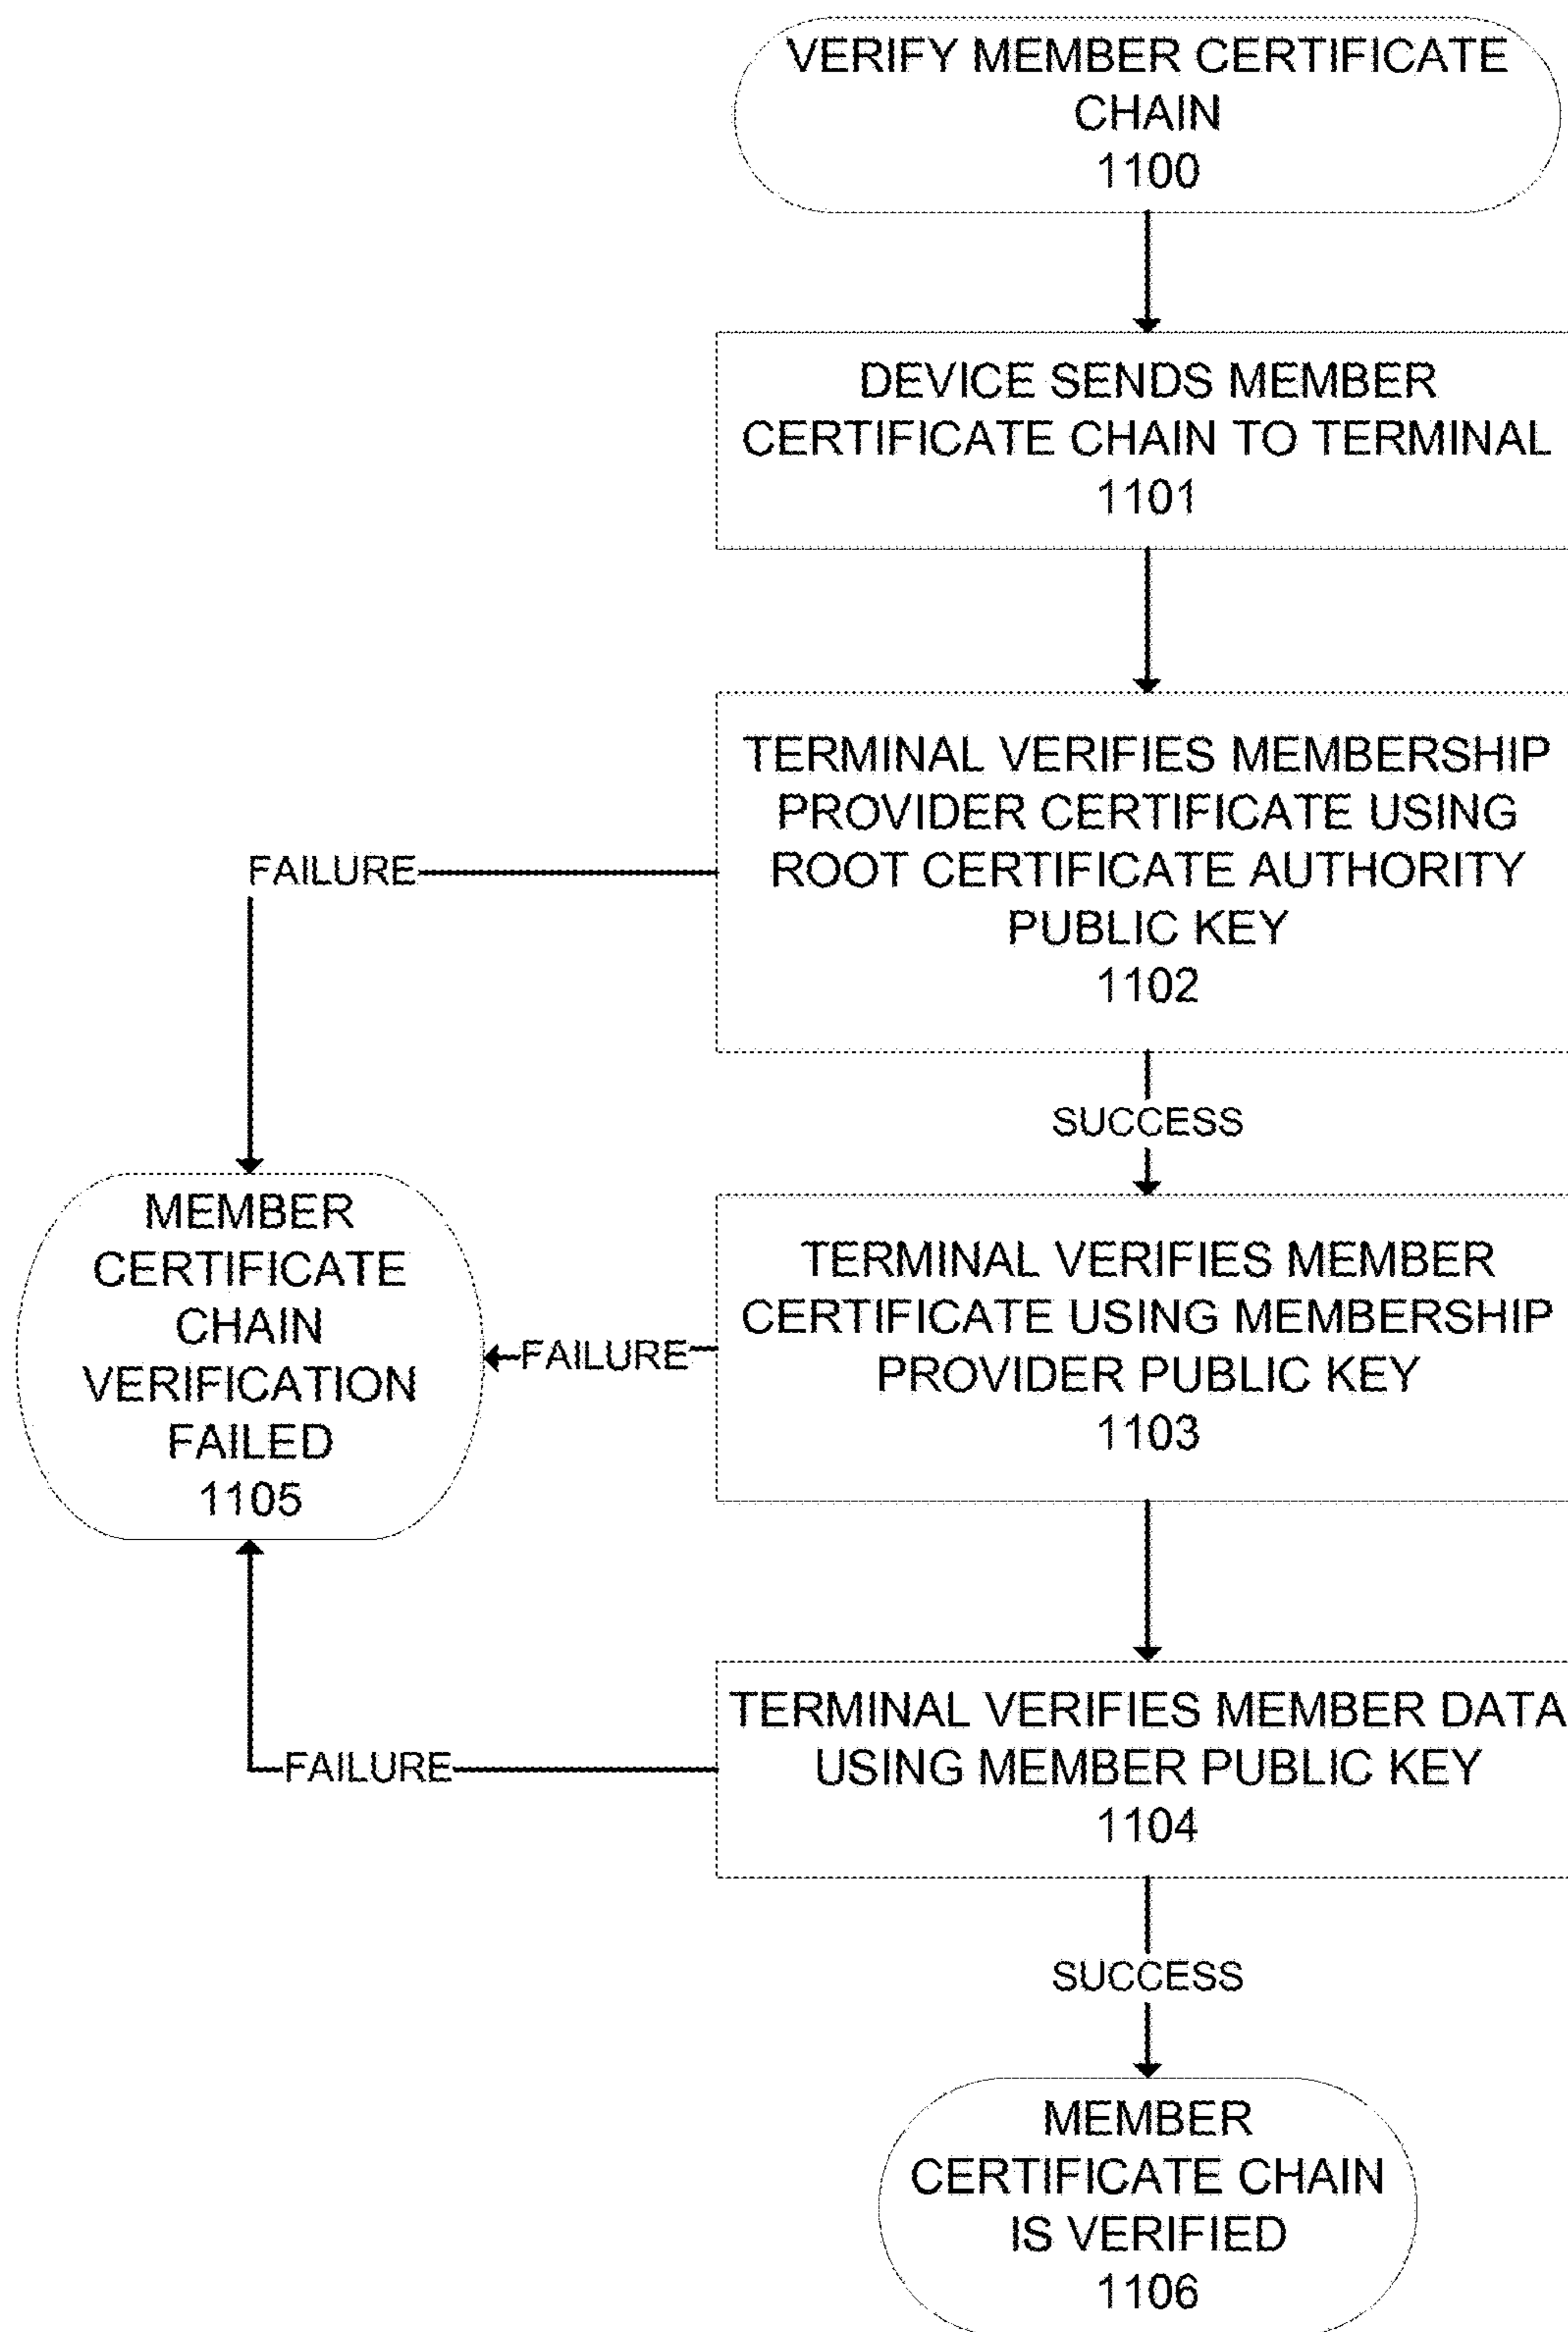 VERIFY MEMBER CERTIFICATE
CHAIN
1100
DEVICE SENDS MEMBER
CERTIFICATE CHAIN TO TERMINAL
1101
TERMINAL VERIFIES MEMBERSHIP
PROVIDER CERTIFICATE USING
ROOT CERTIFICATE AUTHORITY
PUBLIC KEY
1102
FAILURE
SUCCESS
MEMBER
CERTIFICATE
CHAIN
VERIFICATION
FAILED
1105
FAILURE
TERMINAL VERIFIES MEMBER
CERTIFICATE USING MEMBERSHIP
PROVIDER PUBLIC KEY
1103
TERMINAL VERIFIES MEMBER DATA
USING MEMBER PUBLIC KEY
1104
FAILURE
SUCCESS
MEMBER
CERTIFICATE CHAIN
IS VERIFIED
1106